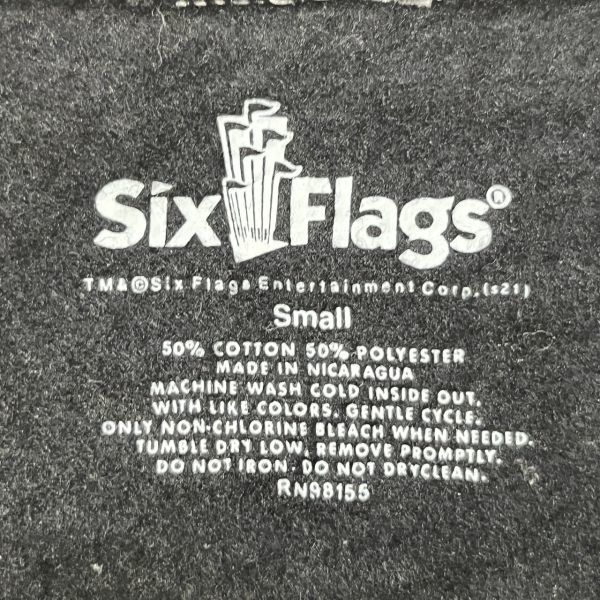 Six Flags®
TM&©Six Flags Entertainment Corp.(s21)
Small
50% COTTON 50% POLYESTER
MADE IN NICARAGUA
MACHINE WASH COLD INSIDE OUT.
WITH LIKE COLORS, GENTLE CYCLE.
ONLY NON-CHLORINE BLEACH WHEN NEEDED.
TUMBLE DRY LOW, REMOVE PROMPTLY.
DO NOT IRON. DO NOT DRYCLEAN.
RN98155